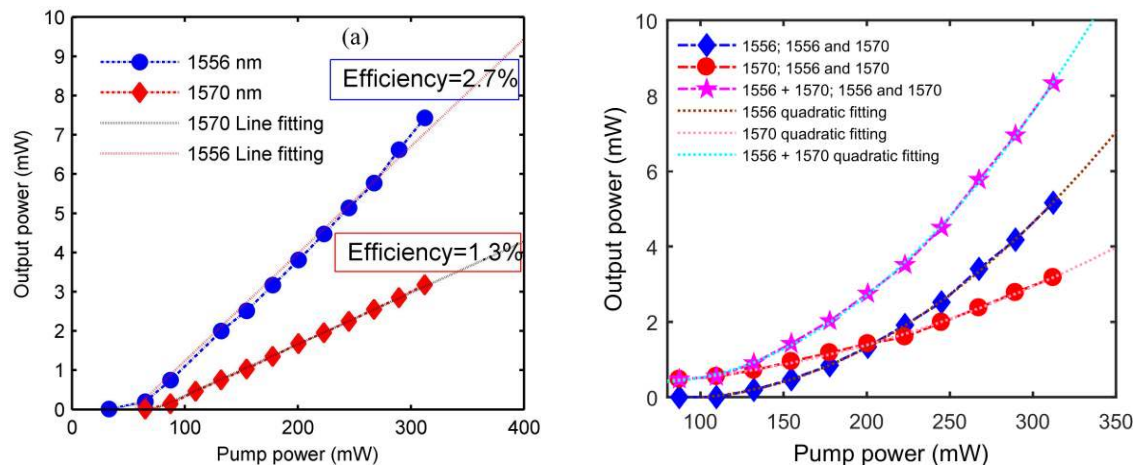 10
9
8
7
6
5
4
3
2
1
0
Output power (mW)
(a)
1556 nm
1570 nm
1570 Line fitting
1556 Line fitting
Efficiency=2.7%
Efficiency=1.3%
0 100 200 300 400
Pump power (mW)
10
8
6
4
2
0
Output power (mW)
1556; 1556 and 1570
1570; 1556 and 1570
1556 + 1570; 1556 and 1570
1556 quadratic fitting
1570 quadratic fitting
1556 + 1570 quadratic fitting
100 150 200 250 300 350
Pump power (mW)